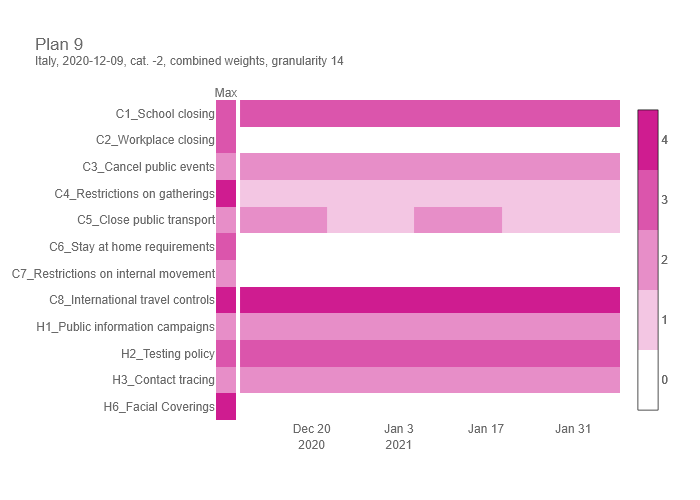 Plan 9
Italy, 2020-12-09, cat. -2, combined weights, granularity 14
Max
C1_School closing
C2_Workplace closing
C3_Cancel public events
C4_Restrictions on gatherings
C5_Close public transport
C6_Stay at home requirements
C7_Restrictions on internal movement
C8_International travel controls
H1_Public information campaigns
H2_Testing policy
H3_Contact tracing
H6_Facial Coverings
Dec 20 Jan 3 Jan 17 Jan 31
2020 2021
4
3
2
1
0